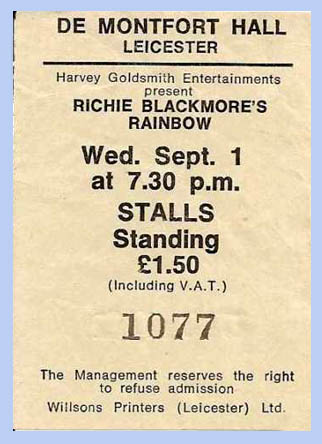 DE MONTFORT HALL
LEICESTER
Harvey Goldsmith Entertainments
present
RICHIE BLACKMORE'S
RAINBOW
Wed. Sept. 1
at 7.30 p.m.
STALLS
Standing
£1.50
(Including V.A.T.)
1077
The Management reserves the right
to refuse admission
Willsons Printers (Leicester) Ltd.